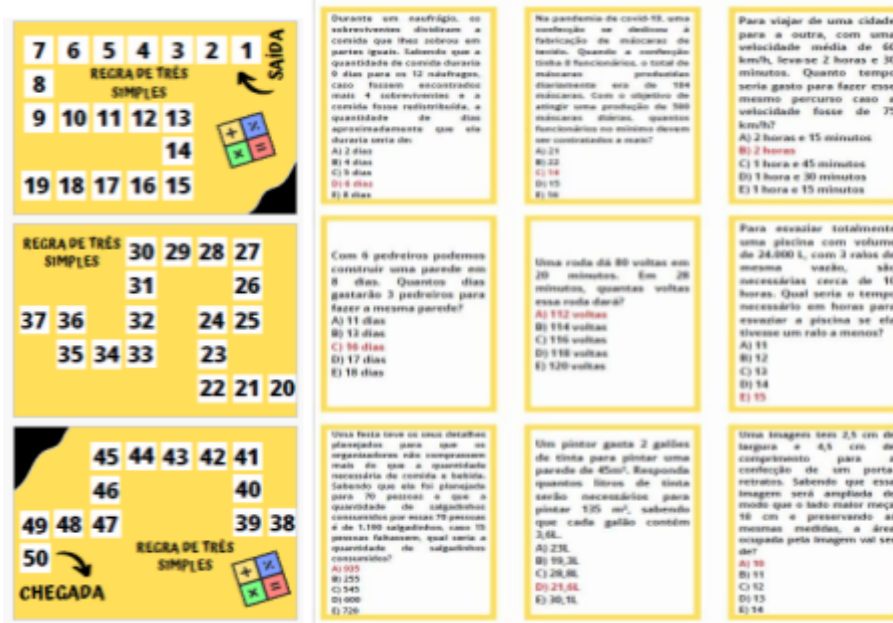 7 6 5 4 3 2 1 SAÍDA
8 REGRA DE TRÊS
SIMPLES
9 10 11 12 13
14
19 18 17 16 15
REGRA DE TRÊS
SIMPLES
30 29 28 27
31 26
37 36 32 24 25
35 34 33 23
22 21 20
45 44 43 42 41
46 40
49 48 47 39 38
50 REGRA DE TRÊS
SIMPLES
CHEGADA
Durante um naufrágio, os
sobreviventes dividiram a
comida que lhes sobrou em
partes iguais. Sabendo que a
quantidade de comida duraria
9 dias para os 12 náufragos,
caso fossem encontrados
mais 4 sobreviventes e a
comida fosse redistribuída, a
quantidade de dias
aproximadamente que ela
duraria seria de:
A) 2 dias
B) 4 dias
C) 5 dias
D) 6 dias
E) 8 dias
Na pandemia de covid-19, uma
confecção se dedicou à
fabricação de máscaras de
tecido. Quando a confecção
tinha 8 funcionários, o total de
máscaras produzidas
diariamente era de 184
máscaras. Com o objetivo de
atingir uma produção de 500
máscaras diárias, quantos
funcionários no mínimo devem
ser contratados a mais?
A) 21
B) 22
C) 14
D) 15
E) 16
Para viajar de uma cidade
para a outra, com uma
velocidade média de 60
km/h, leva-se 2 horas e 30
minutos. Quanto tempo
seria gasto para fazer esse
mesmo percurso caso a
velocidade fosse de 75
km/h?
A) 2 horas e 15 minutos
B) 2 horas
C) 1 hora e 45 minutos
D) 1 hora e 30 minutos
E) 1 hora e 15 minutos
Com 6 pedreiros podemos
construir uma parede em
8 dias. Quantos dias
gastarão 3 pedreiros para
fazer a mesma parede?
A) 11 dias
B) 13 dias
C) 16 dias
D) 17 dias
E) 18 dias
Uma roda dá 80 voltas em
20 minutos. Em 28
minutos, quantas voltas
essa roda dará?
A) 112 voltas
B) 114 voltas
C) 116 voltas
D) 118 voltas
E) 120 voltas
Para esvaziar totalmente
uma piscina com volume
de 24.000 L, com 3 ralos de
mesma vazão, são
necessárias cerca de 10
horas. Qual seria o tempo
necessário em horas para
esvaziar a piscina se ela
tivesse um ralo a menos?
A) 11
B) 12
C) 13
D) 14
E) 15
Uma festa teve os seus detalhes
planejados para que os
organizadores não comprassem
mais do que a quantidade
necessária de comida e bebida.
Sabendo que ela foi planejada
para 70 pessoas e que a
quantidade de salgadinhos
consumidos por essas 70 pessoas
é de 1.190 salgadinhos, caso 15
pessoas faltassem, qual seria a
quantidade de salgadinhos
consumidos?
A) 935
B) 255
C) 545
D) 600
E) 720
Um pintor gasta 2 galões
de tinta para pintar uma
parede de 45m². Responda
quantos litros de tinta
serão necessários para
pintar 135 m², sabendo
que cada galão contém
3,6L.
A) 23L
B) 19,3L
C) 28,8L
D) 21,6L
E) 30,1L
Uma imagem tem 2,5 cm de
largura e 4,5 cm de
comprimento para a
confecção de um porta-
retratos. Sabendo que essa
imagem será ampliada de
modo que o lado maior meça
18 cm e preservando as
mesmas medidas, a área
ocupada pela imagem vai ser
de?
A) 10
B) 11
C) 12
D) 13
E) 14